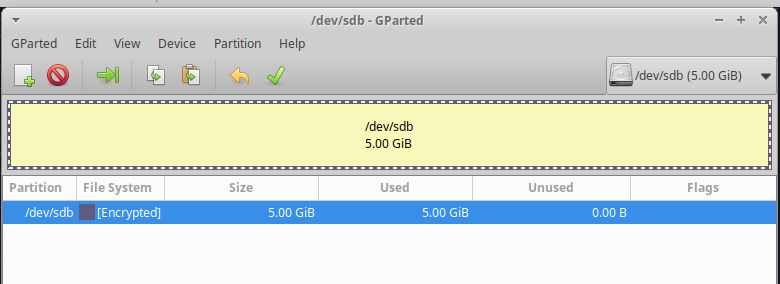 /dev/sdb - GParted
GParted Edit View Device Partition Help
/dev/sdb (5.00 GiB)
/dev/sdb
5.00 GiB
Partition File System Size Used Unused Flags
/dev/sdb [Encrypted] 5.00 GiB 5.00 GiB 0.00 B